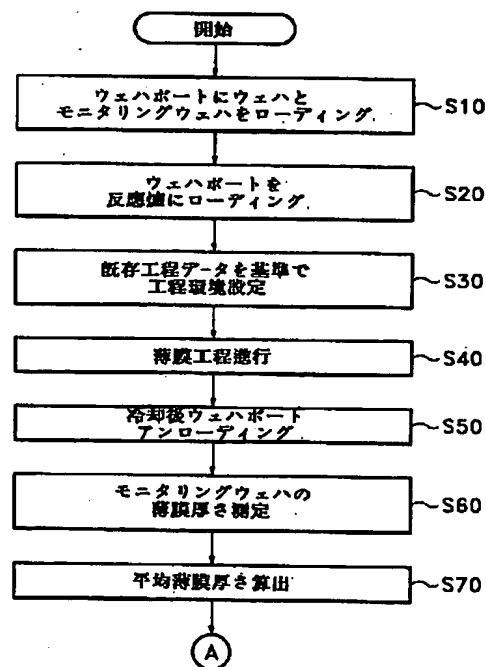 開始
ウェハボートにウェハと
モニタリングウェハをローディング
S10
ウェハボートを
反應爐にローディング
S20
既存工程データを基準で
工程環境設定
S30
薄膜工程進行
S40
冷却後ウェハボート
アンローディング
S50
モニタリングウェハの
薄膜厚さ測定
S60
平均薄膜厚さ算出
S70
A